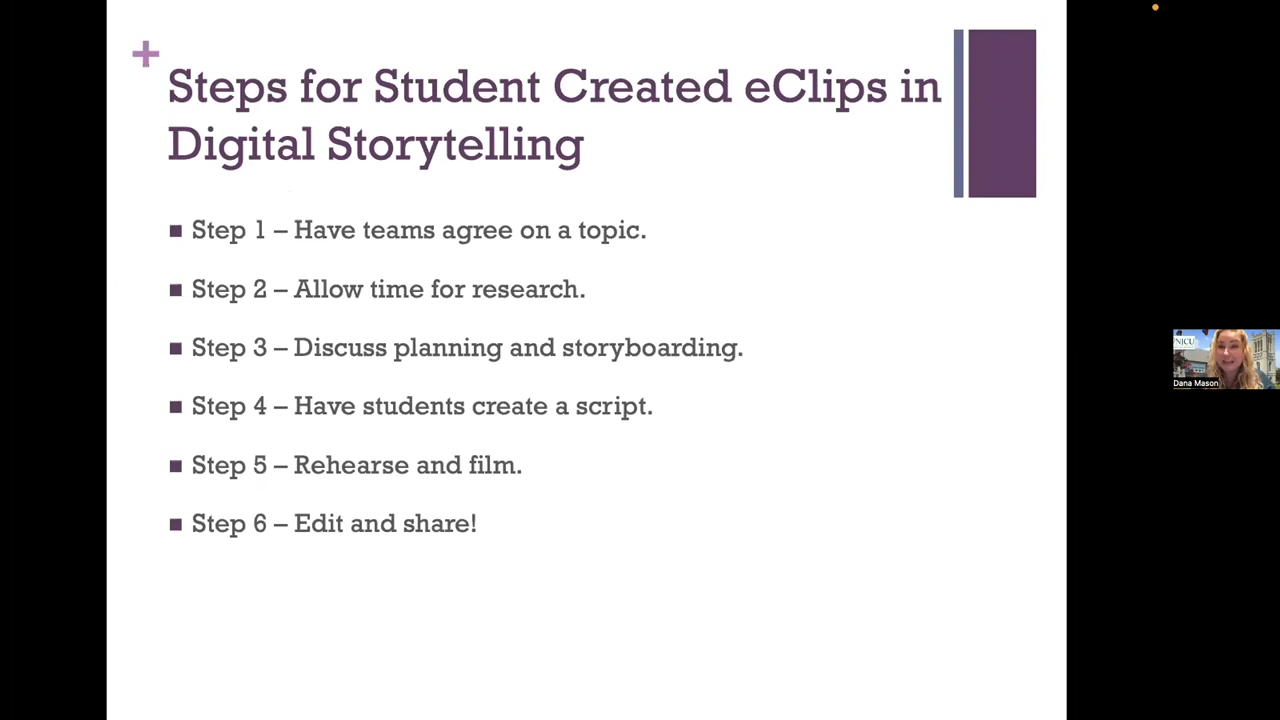 +
Steps for Student Created eClips in
Digital Storytelling
Step 1 – Have teams agree on a topic.
Step 2 – Allow time for research.
Step 3 – Discuss planning and storyboarding.
Step 4 – Have students create a script.
Step 5 – Rehearse and film.
Step 6 – Edit and share!
NJCU
Dana Mason